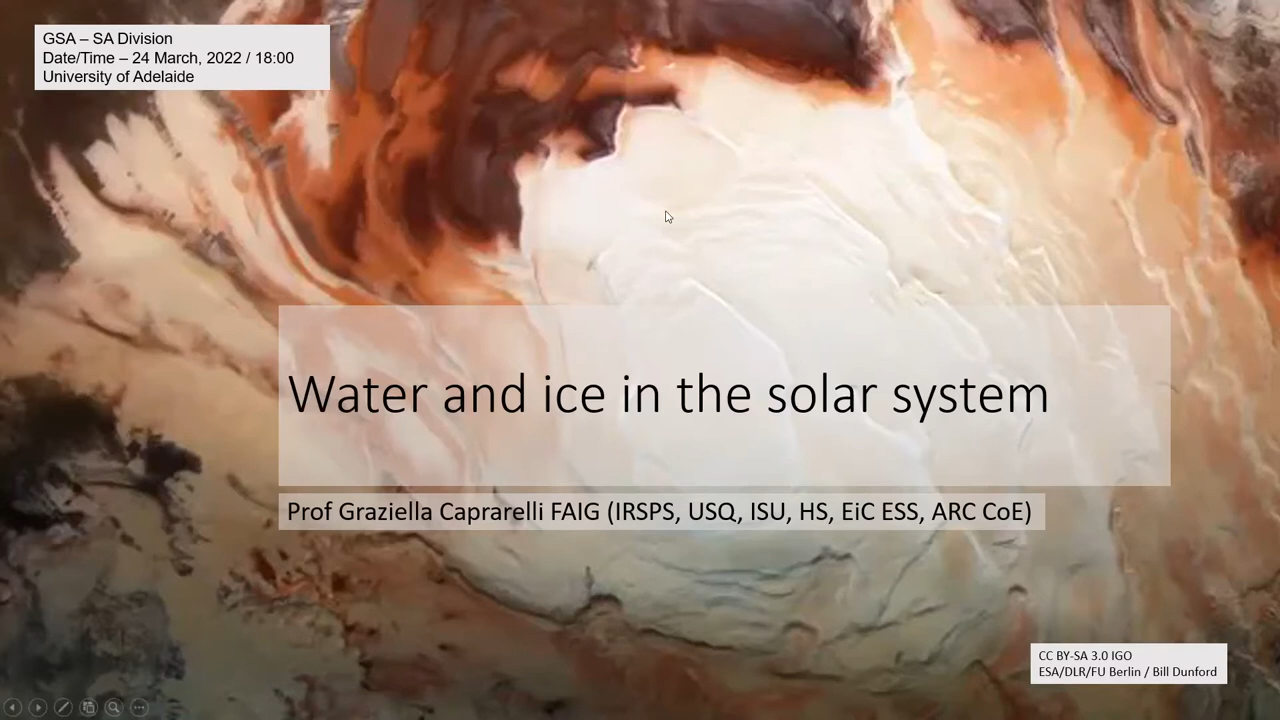 GSA – SA Division
Date/Time – 24 March, 2022 / 18:00
University of Adelaide
Water and ice in the solar system
Prof Graziella Caprarelli FAIG (IRSPS, USQ, ISU, HS, EiC ESS, ARC CoE)
CC BY-SA 3.0 IGO
ESA/DLR/FU Berlin / Bill Dunford